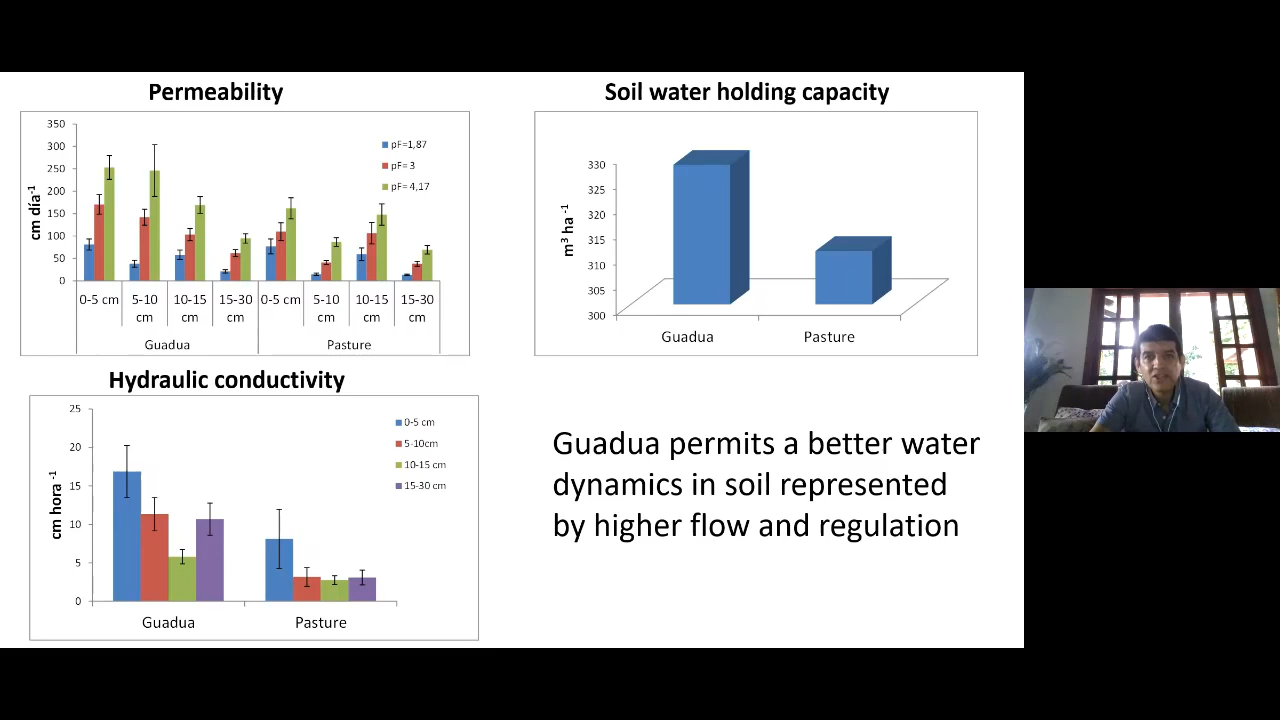 Permeability
350
300
250
200
150
100
50
0
cm día-1
pF=1,87
pF= 3
pF= 4,17
0-5 cm 5-10 cm 10-15 cm 15-30 cm 0-5 cm 5-10 cm 10-15 cm 15-30 cm
Guadua Pasture
Soil water holding capacity
330
325
320
315
310
305
300
m³ ha -1
Guadua Pasture
Hydraulic conductivity
25
20
15
10
5
0
cm hora -1
0-5 cm
5-10cm
10-15 cm
15-30 cm
Guadua Pasture
Guadua permits a better water
dynamics in soil represented
by higher flow and regulation